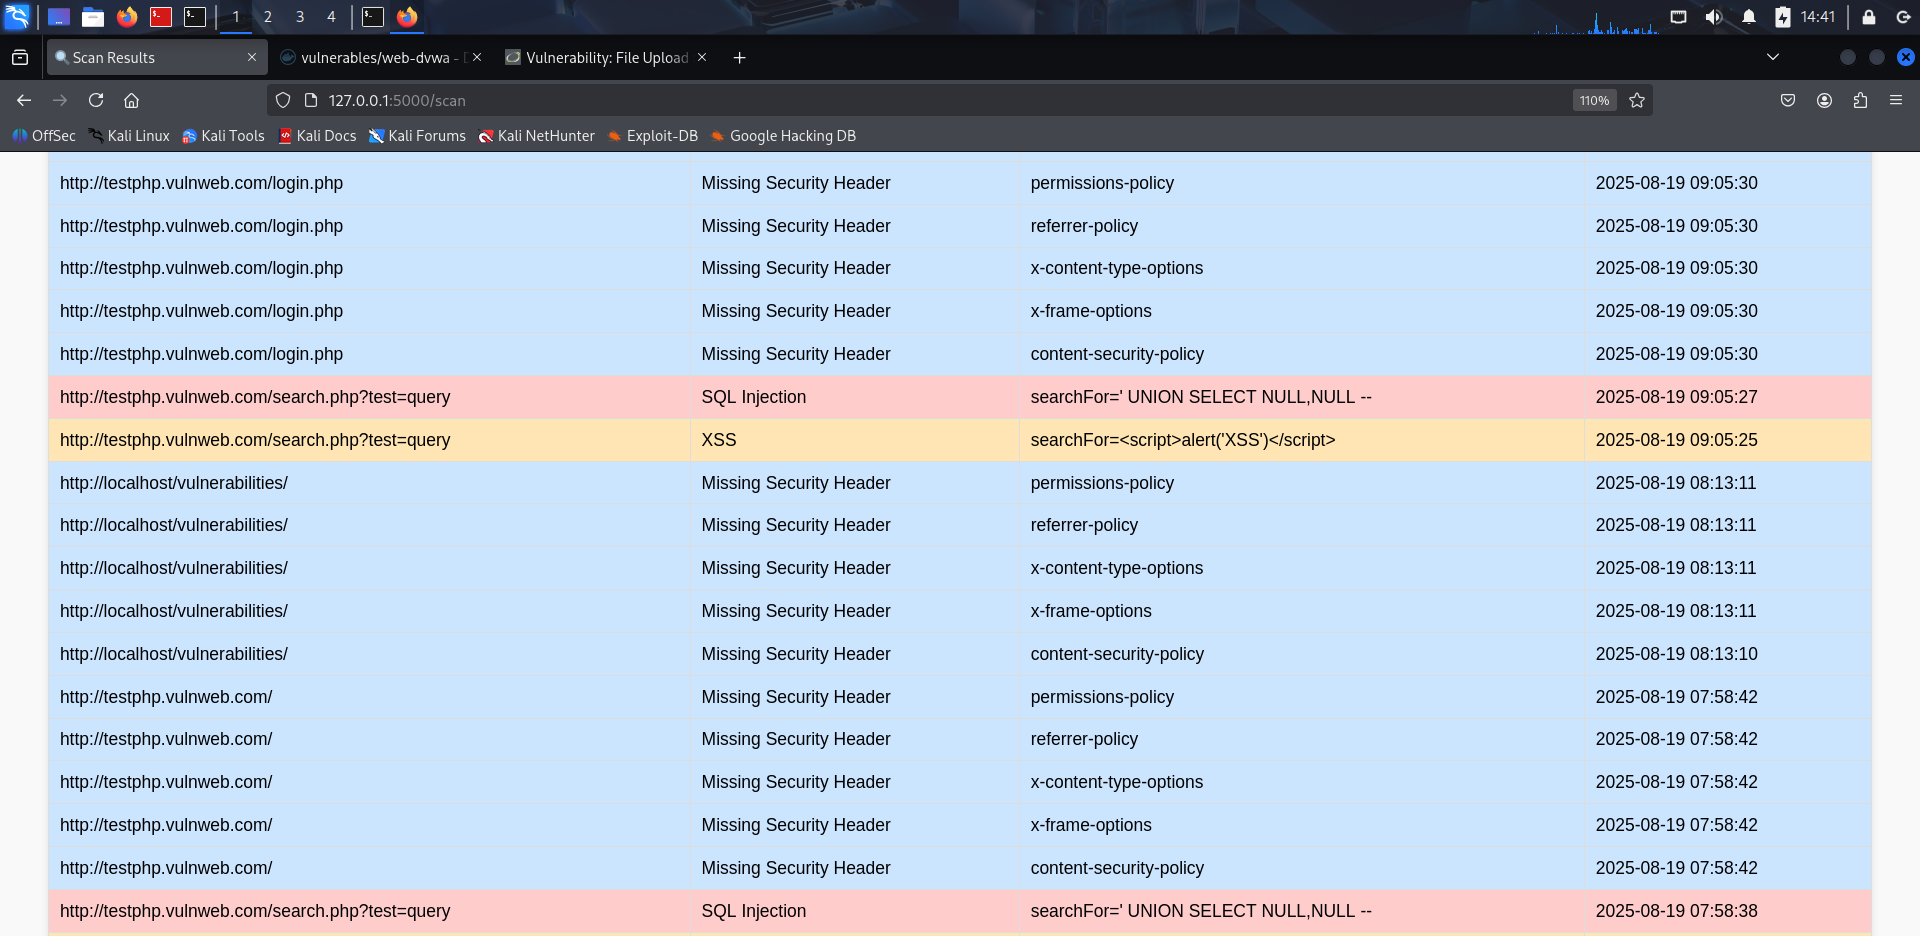 1 2 3 4 14:41
Scan Results vulnerables/web-dvwa - Vulnerability: File Upload
127.0.0.1:5000/scan 110%
OffSec Kali Linux Kali Tools Kali Docs Kali Forums Kali NetHunter Exploit-DB Google Hacking DB
http://testphp.vulnweb.com/login.php Missing Security Header permissions-policy 2025-08-19 09:05:30
http://testphp.vulnweb.com/login.php Missing Security Header referrer-policy 2025-08-19 09:05:30
http://testphp.vulnweb.com/login.php Missing Security Header x-content-type-options 2025-08-19 09:05:30
http://testphp.vulnweb.com/login.php Missing Security Header x-frame-options 2025-08-19 09:05:30
http://testphp.vulnweb.com/login.php Missing Security Header content-security-policy 2025-08-19 09:05:30
http://testphp.vulnweb.com/search.php?test=query SQL Injection searchFor=' UNION SELECT NULL,NULL -- 2025-08-19 09:05:27
http://testphp.vulnweb.com/search.php?test=query XSS searchFor=<script>alert('XSS')</script> 2025-08-19 09:05:25
http://localhost/vulnerabilities/ Missing Security Header permissions-policy 2025-08-19 08:13:11
http://localhost/vulnerabilities/ Missing Security Header referrer-policy 2025-08-19 08:13:11
http://localhost/vulnerabilities/ Missing Security Header x-content-type-options 2025-08-19 08:13:11
http://localhost/vulnerabilities/ Missing Security Header x-frame-options 2025-08-19 08:13:11
http://localhost/vulnerabilities/ Missing Security Header content-security-policy 2025-08-19 08:13:10
http://testphp.vulnweb.com/ Missing Security Header permissions-policy 2025-08-19 07:58:42
http://testphp.vulnweb.com/ Missing Security Header referrer-policy 2025-08-19 07:58:42
http://testphp.vulnweb.com/ Missing Security Header x-content-type-options 2025-08-19 07:58:42
http://testphp.vulnweb.com/ Missing Security Header x-frame-options 2025-08-19 07:58:42
http://testphp.vulnweb.com/ Missing Security Header content-security-policy 2025-08-19 07:58:42
http://testphp.vulnweb.com/search.php?test=query SQL Injection searchFor=' UNION SELECT NULL,NULL -- 2025-08-19 07:58:38